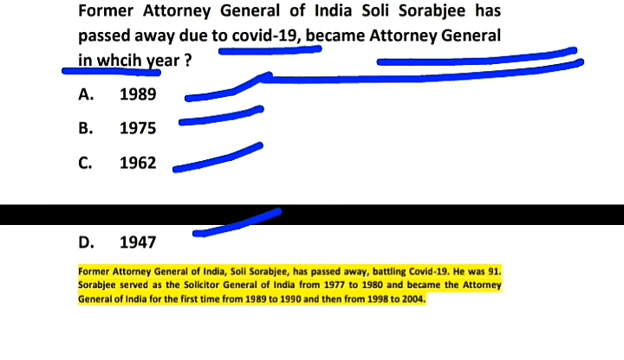 Former Attorney General of India Soli Sorabjee has
passed away due to covid-19, became Attorney General
in whcih year ?
A. 1989
B. 1975
C. 1962
D. 1947
Former Attorney General of India, Soli Sorabjee, has passed away, battling Covid-19. He was 91.
Sorabjee served as the Solicitor General of India from 1977 to 1980 and became the Attorney
General of India for the first time from 1989 to 1990 and then from 1998 to 2004.